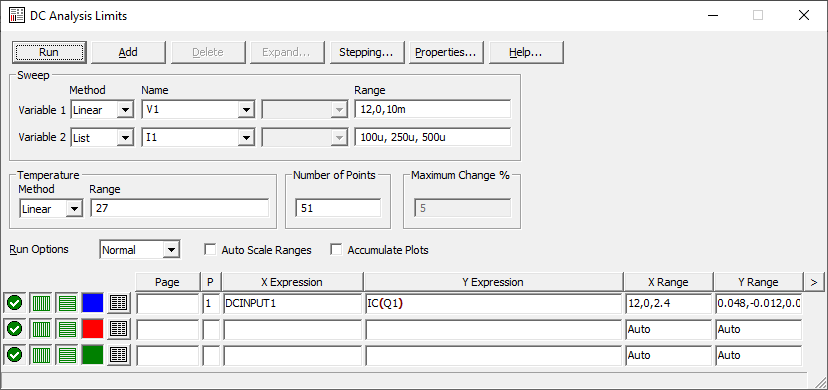 DC Analysis Limits
Run Add Delete Expand... Stepping... Properties... Help...
Sweep
Method Name Range
Variable 1 Linear V1 12,0,10m
Variable 2 List I1 100u, 250u, 500u
Temperature Number of Points Maximum Change %
Method Range
Linear 27 51 5
Run Options Normal Auto Scale Ranges Accumulate Plots
Page P X Expression Y Expression X Range Y Range >
1 DCINPUT1 IC(Q1) 12,0,2.4 0.048,-0.012,0.0
Auto Auto
Auto Auto